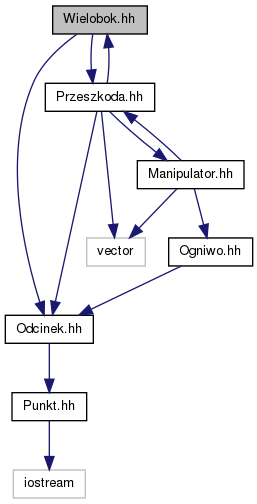 Wielobok.hh
Przeszkoda.hh
Manipulator.hh
vector
Ogniwo.hh
Odcinek.hh
Punkt.hh
iostream